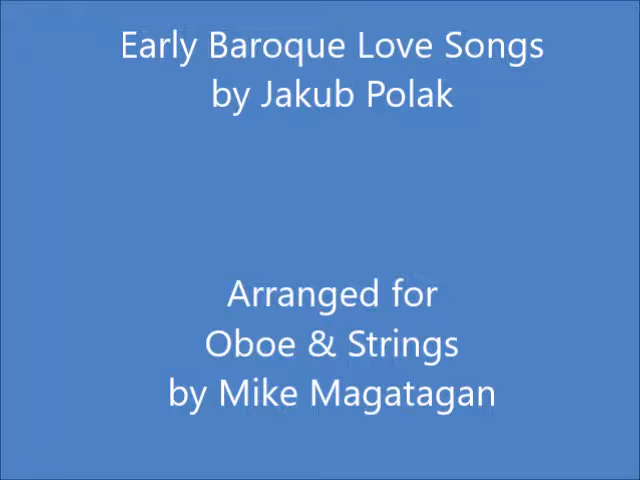 Early Baroque Love Songs
by Jakub Polak
Arranged for
Oboe & Strings
by Mike Magatagan